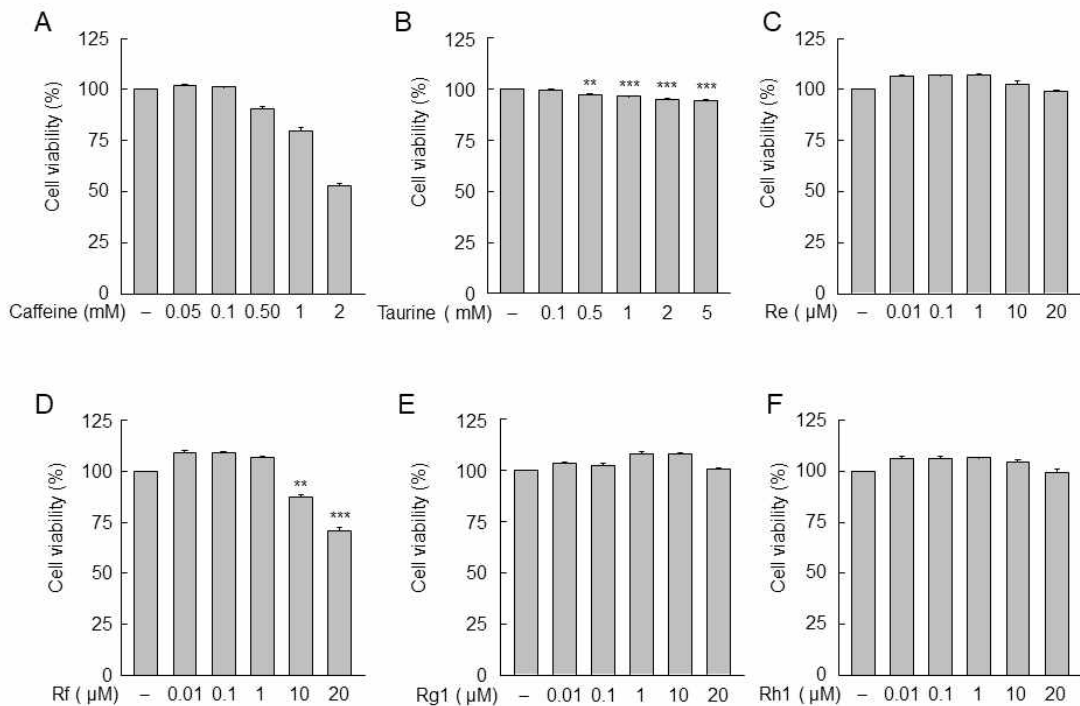 A
125
100
75
50
25
0
Cell viability (%)
Caffeine (mM) – 0.05 0.1 0.50 1 2
B
125
100
75
50
25
0
Cell viability (%)
** *** *** ***
Taurine ( mM) – 0.1 0.5 1 2 5
C
125
100
75
50
25
0
Cell viability (%)
Re ( μM) – 0.01 0.1 1 10 20
D
125
100
75
50
25
0
Cell viability (%)
**
***
Rf ( μM) – 0.01 0.1 1 10 20
E
125
100
75
50
25
0
Cell viability (%)
Rg1 ( μM) – 0.01 0.1 1 10 20
F
125
100
75
50
25
0
Cell viability (%)
Rh1 ( μM) – 0.01 0.1 1 10 20